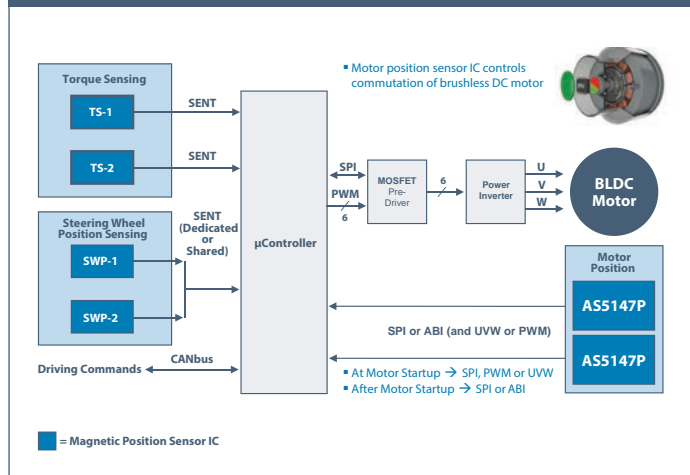 Torque Sensing
TS-1
SENT
TS-2
SENT
Steering Wheel
Position Sensing
SWP-1
SWP-2
SENT
(Dedicated
or
Shared)
Driving Commands
CANbus
µController
▪ Motor position sensor IC controls
commutation of brushless DC motor
SPI
PWM
6
MOSFET
Pre-
Driver
6
Power
Inverter
U
V
W
BLDC
Motor
Motor
Position
AS5147P
AS5147P
SPI or ABI (and UVW or PWM)
▪ At Motor Startup → SPI, PWM or UVW
▪ After Motor Startup → SPI or ABI
= Magnetic Position Sensor IC